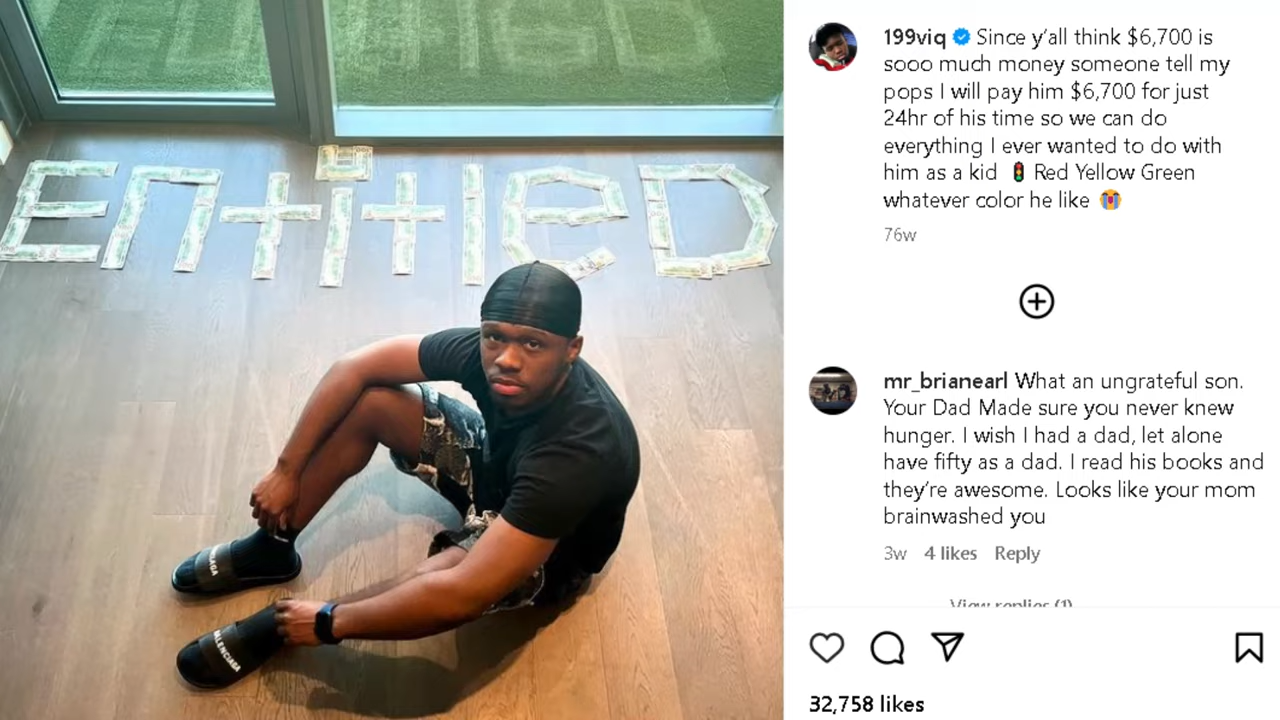 EntitleD
BALENCIAGA
199viq Since y'all think $6,700 is
sooo much money someone tell my
pops I will pay him $6,700 for just
24hr of his time so we can do
everything I ever wanted to do with
him as a kid 🚦 Red Yellow Green
whatever color he like 😭
76w
mr_brianearl What an ungrateful son.
Your Dad Made sure you never knew
hunger. I wish I had a dad, let alone
have fifty as a dad. I read his books and
they're awesome. Looks like your mom
brainwashed you
3w 4 likes Reply
View replies (1)
32,758 likes